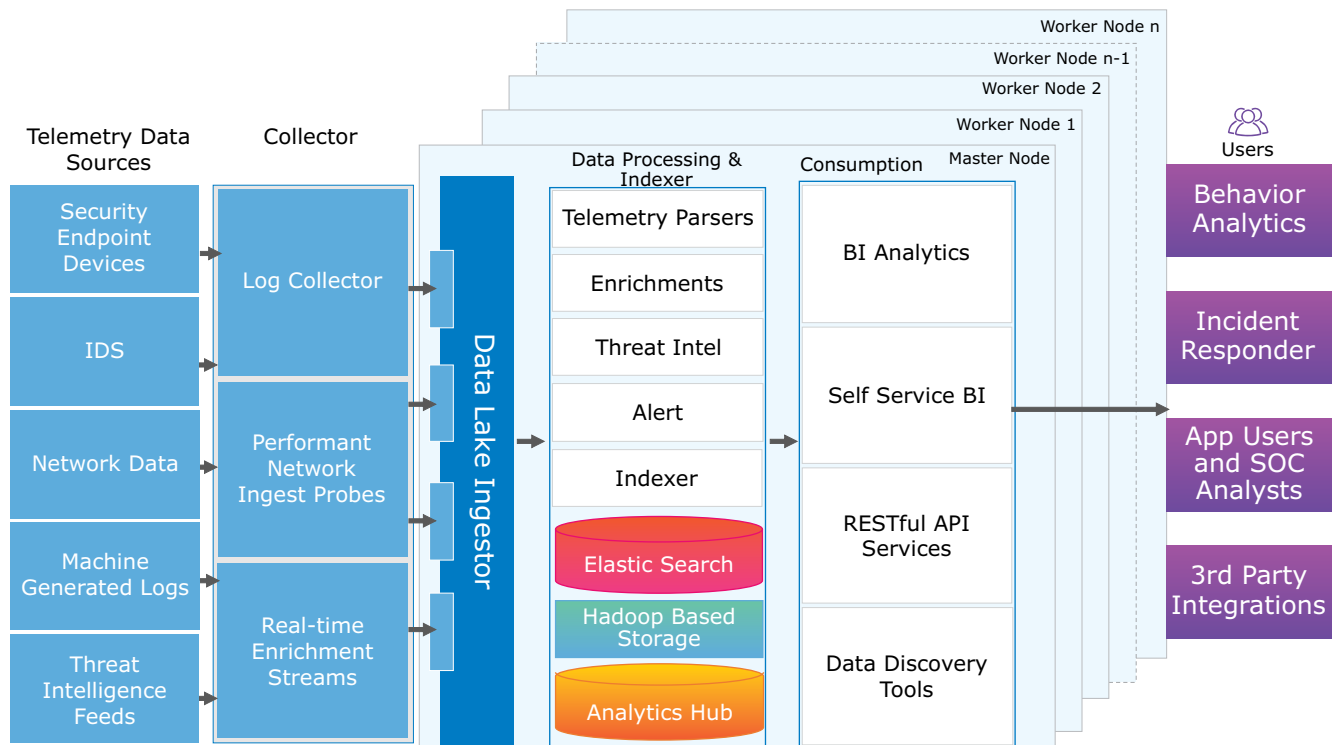 Worker Node n
Worker Node n-1
Worker Node 2
Worker Node 1
Master Node
Telemetry Data
Sources
Security
Endpoint
Devices
IDS
Network Data
Machine
Generated Logs
Threat
Intelligence
Feeds
Collector
Log Collector
Performant
Network
Ingest Probes
Real-time
Enrichment
Streams
Data Lake Ingestor
Data Processing &
Indexer
Telemetry Parsers
Enrichments
Threat Intel
Alert
Indexer
Elastic Search
Hadoop Based
Storage
Analytics Hub
Consumption
BI Analytics
Self Service BI
RESTful API
Services
Data Discovery
Tools
Users
Behavior
Analytics
Incident
Responder
App Users
and SOC
Analysts
3rd Party
Integrations